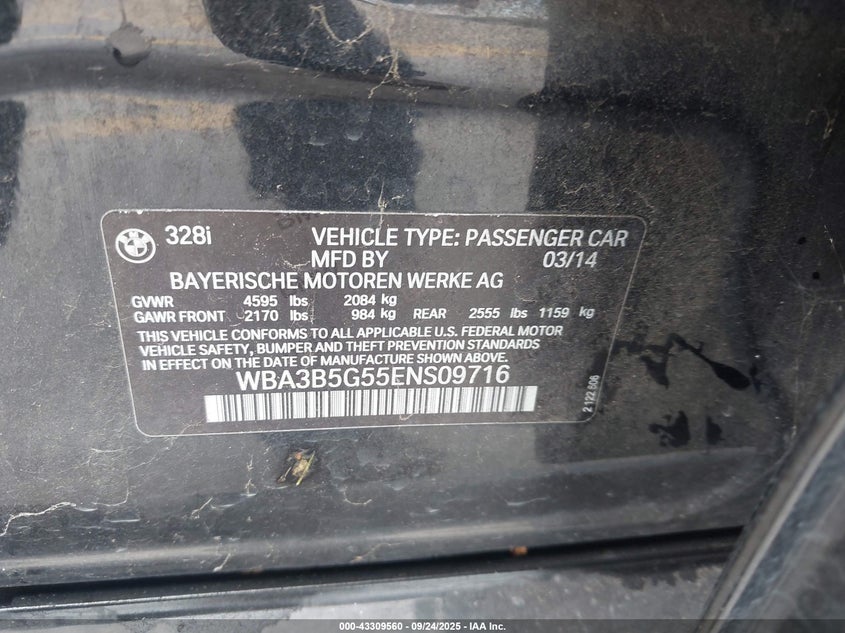 328i VEHICLE TYPE: PASSENGER CAR
MFD BY 03/14
BAYERISCHE MOTOREN WERKE AG
GVWR 4595 lbs 2084 kg
GAWR FRONT 2170 lbs 984 kg REAR 2555 lbs 1159 kg
THIS VEHICLE CONFORMS TO ALL APPLICABLE U.S. FEDERAL MOTOR
VEHICLE SAFETY, BUMPER AND THEFT PREVENTION STANDARDS
IN EFFECT ON THE DATE OF MANUFACTURE SHOWN ABOVE.
WBA3B5G55ENS09716
2 122 606
000-43309560 - 09/24/2025 - IAA Inc.